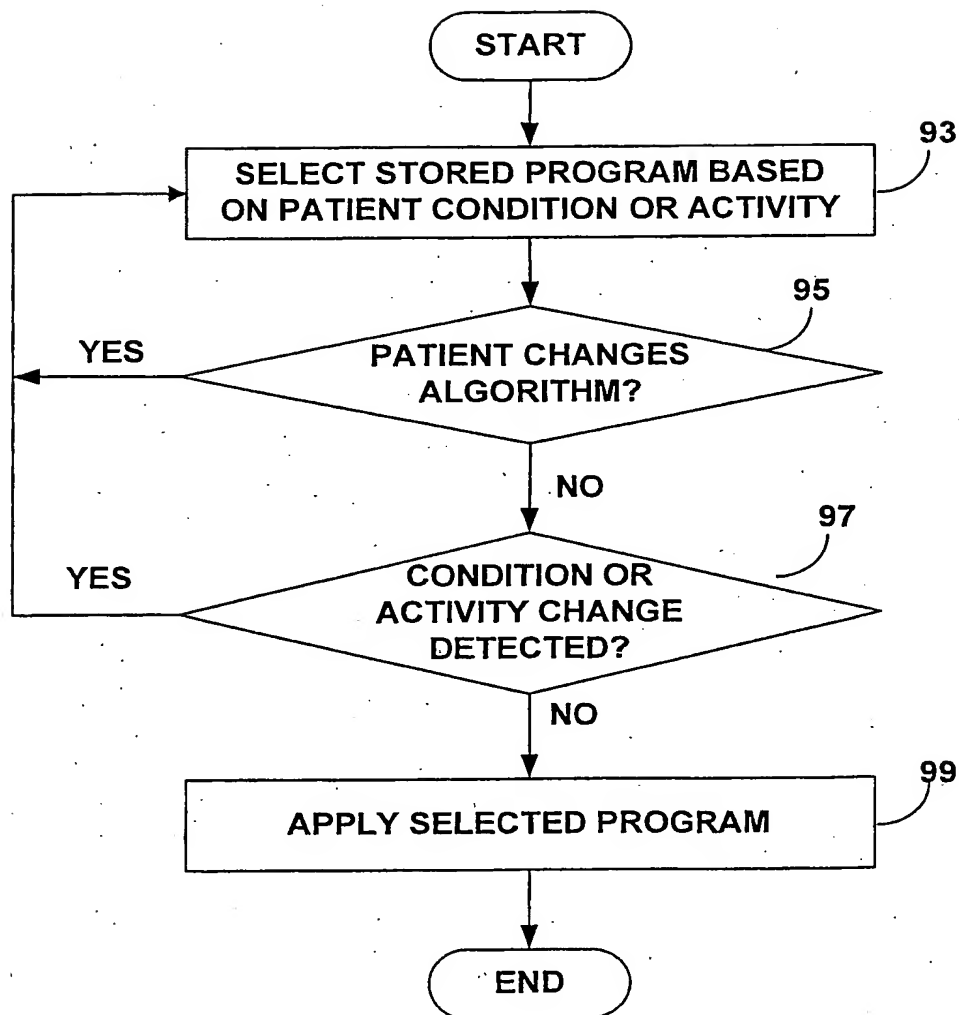 START
93
SELECT STORED PROGRAM BASED
ON PATIENT CONDITION OR ACTIVITY
95
YES
PATIENT CHANGES
ALGORITHM?
NO
97
YES
CONDITION OR
ACTIVITY CHANGE
DETECTED?
NO
99
APPLY SELECTED PROGRAM
END